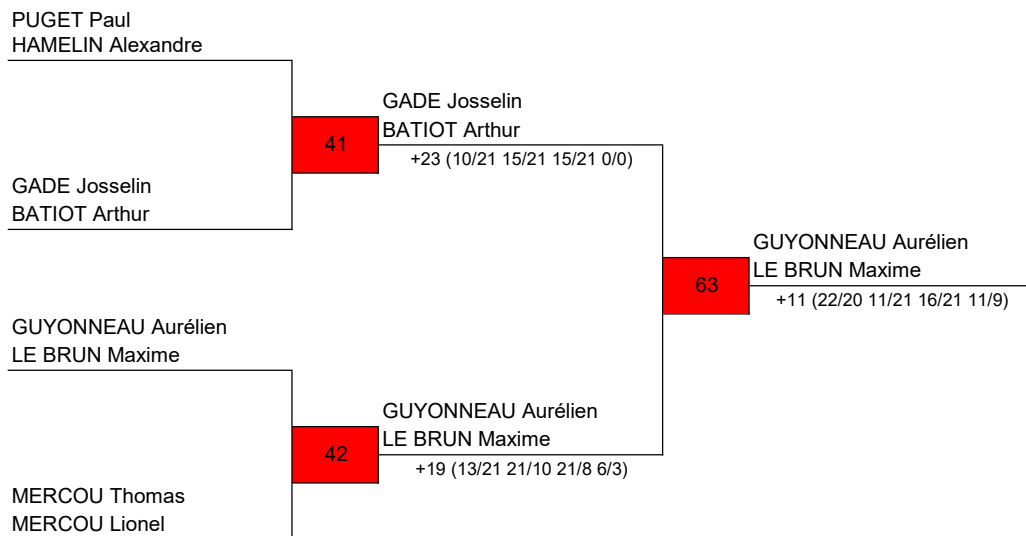 PUGET Paul
HAMELIN Alexandre
GADE Josselin
BATIOT Arthur
41
+23 (10/21 15/21 15/21 0/0)
GADE Josselin
BATIOT Arthur
GUYONNEAU Aurélien
LE BRUN Maxime
63
+11 (22/20 11/21 16/21 11/9)
GUYONNEAU Aurélien
LE BRUN Maxime
GUYONNEAU Aurélien
LE BRUN Maxime
42
+19 (13/21 21/10 21/8 6/3)
MERCOU Thomas
MERCOU Lionel